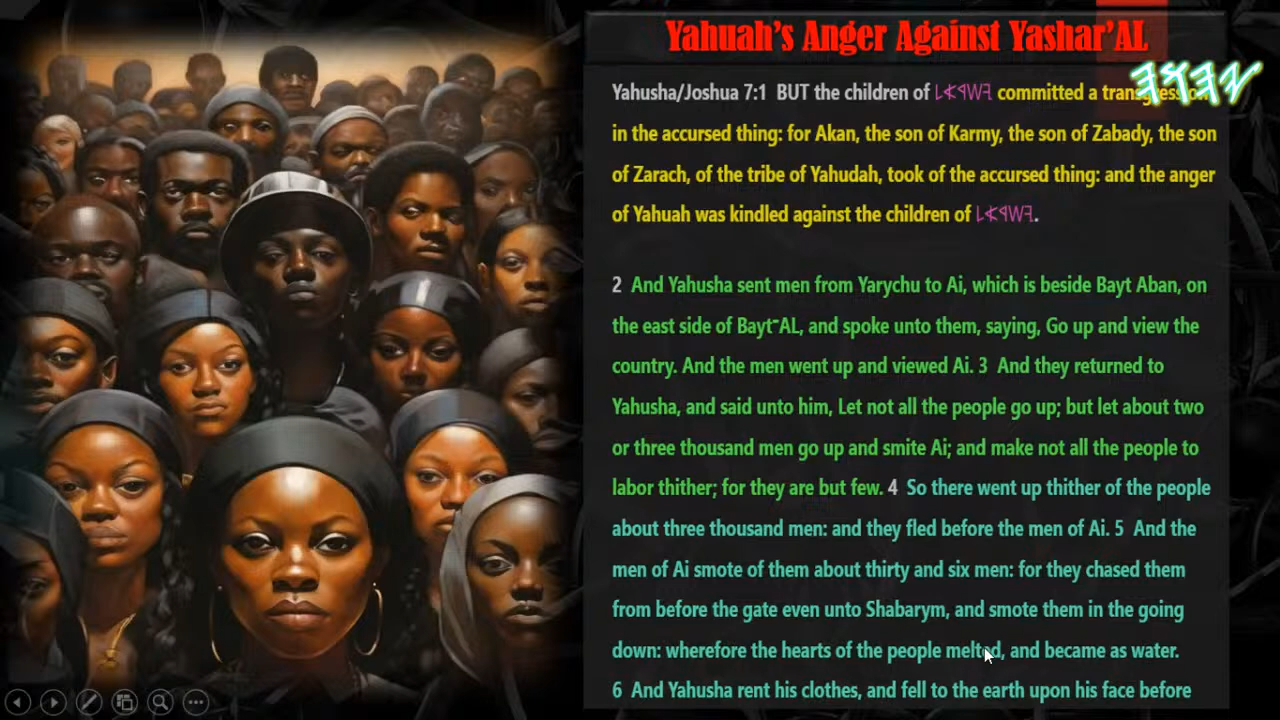 Yahuah's Anger Against Yashar'AL
𐤉𐤄𐤅𐤄
Yahusha/Joshua 7:1 BUT the children of 𐤉𐤔𐤓𐤀𐤋 committed a transgression
in the accursed thing: for Akan, the son of Karmy, the son of Zabady, the son
of Zarach, of the tribe of Yahudah, took of the accursed thing: and the anger
of Yahuah was kindled against the children of 𐤉𐤔𐤓𐤀𐤋.
2 And Yahusha sent men from Yarychu to Ai, which is beside Bayt Aban, on
the east side of Bayt־AL, and spoke unto them, saying, Go up and view the
country. And the men went up and viewed Ai. 3 And they returned to
Yahusha, and said unto him, Let not all the people go up; but let about two
or three thousand men go up and smite Ai; and make not all the people to
labor thither; for they are but few. 4 So there went up thither of the people
about three thousand men: and they fled before the men of Ai. 5 And the
men of Ai smote of them about thirty and six men: for they chased them
from before the gate even unto Shabarym, and smote them in the going
down: wherefore the hearts of the people melted, and became as water.
6 And Yahusha rent his clothes, and fell to the earth upon his face before